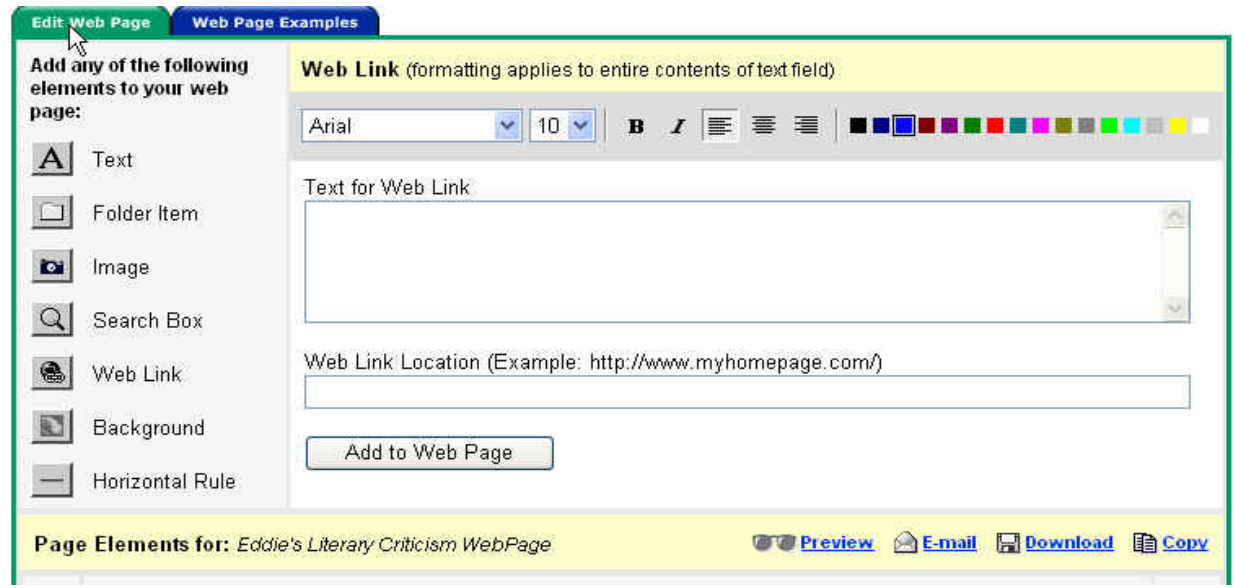 Edit Web Page
Web Page Examples
Add any of the following
elements to your web
page:
A Text
Folder Item
Image
Search Box
Web Link
Background
Horizontal Rule
Web Link (formatting applies to entire contents of text field)
Arial 10 B I
Text for Web Link
Web Link Location (Example: http://www.myhomepage.com/)
Add to Web Page
Page Elements for: Eddie's Literary Criticism WebPage
Preview E-mail Download Copy